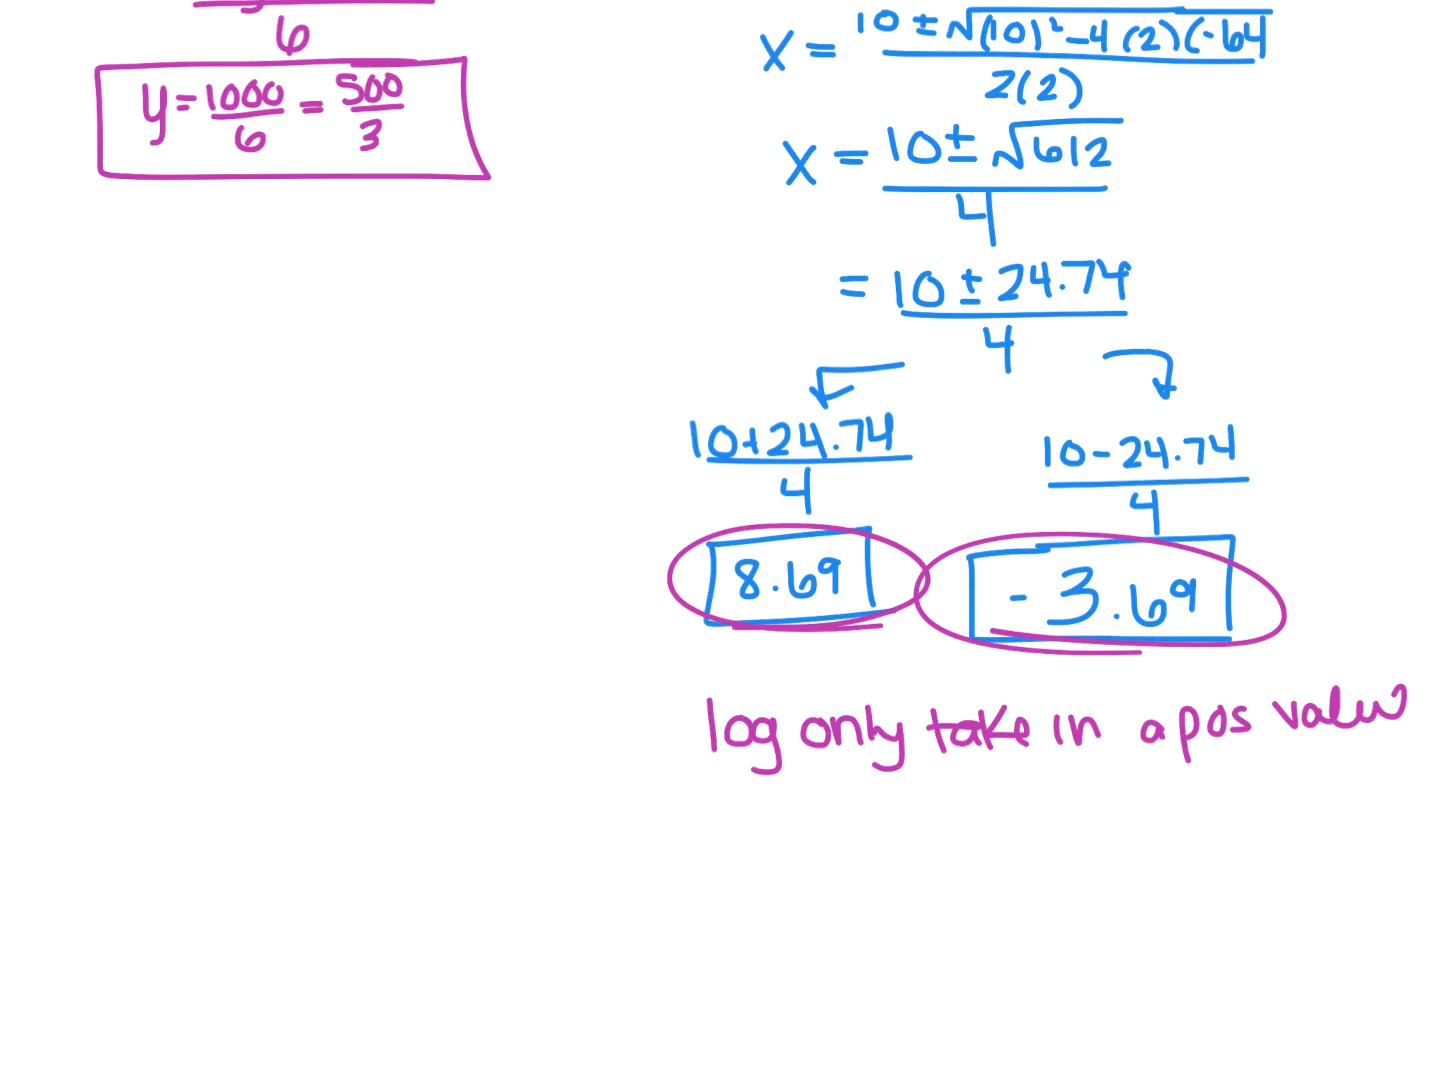 6
y = 1000/6 = 500/3
x = 10 ± √(10)² - 4 (2)(-64
2(2)
x = 10 ± √612
4
= 10 ± 24.74
4
10+24.74
4
10-24.74
4
8.69
-3.69
log only take in a pos value